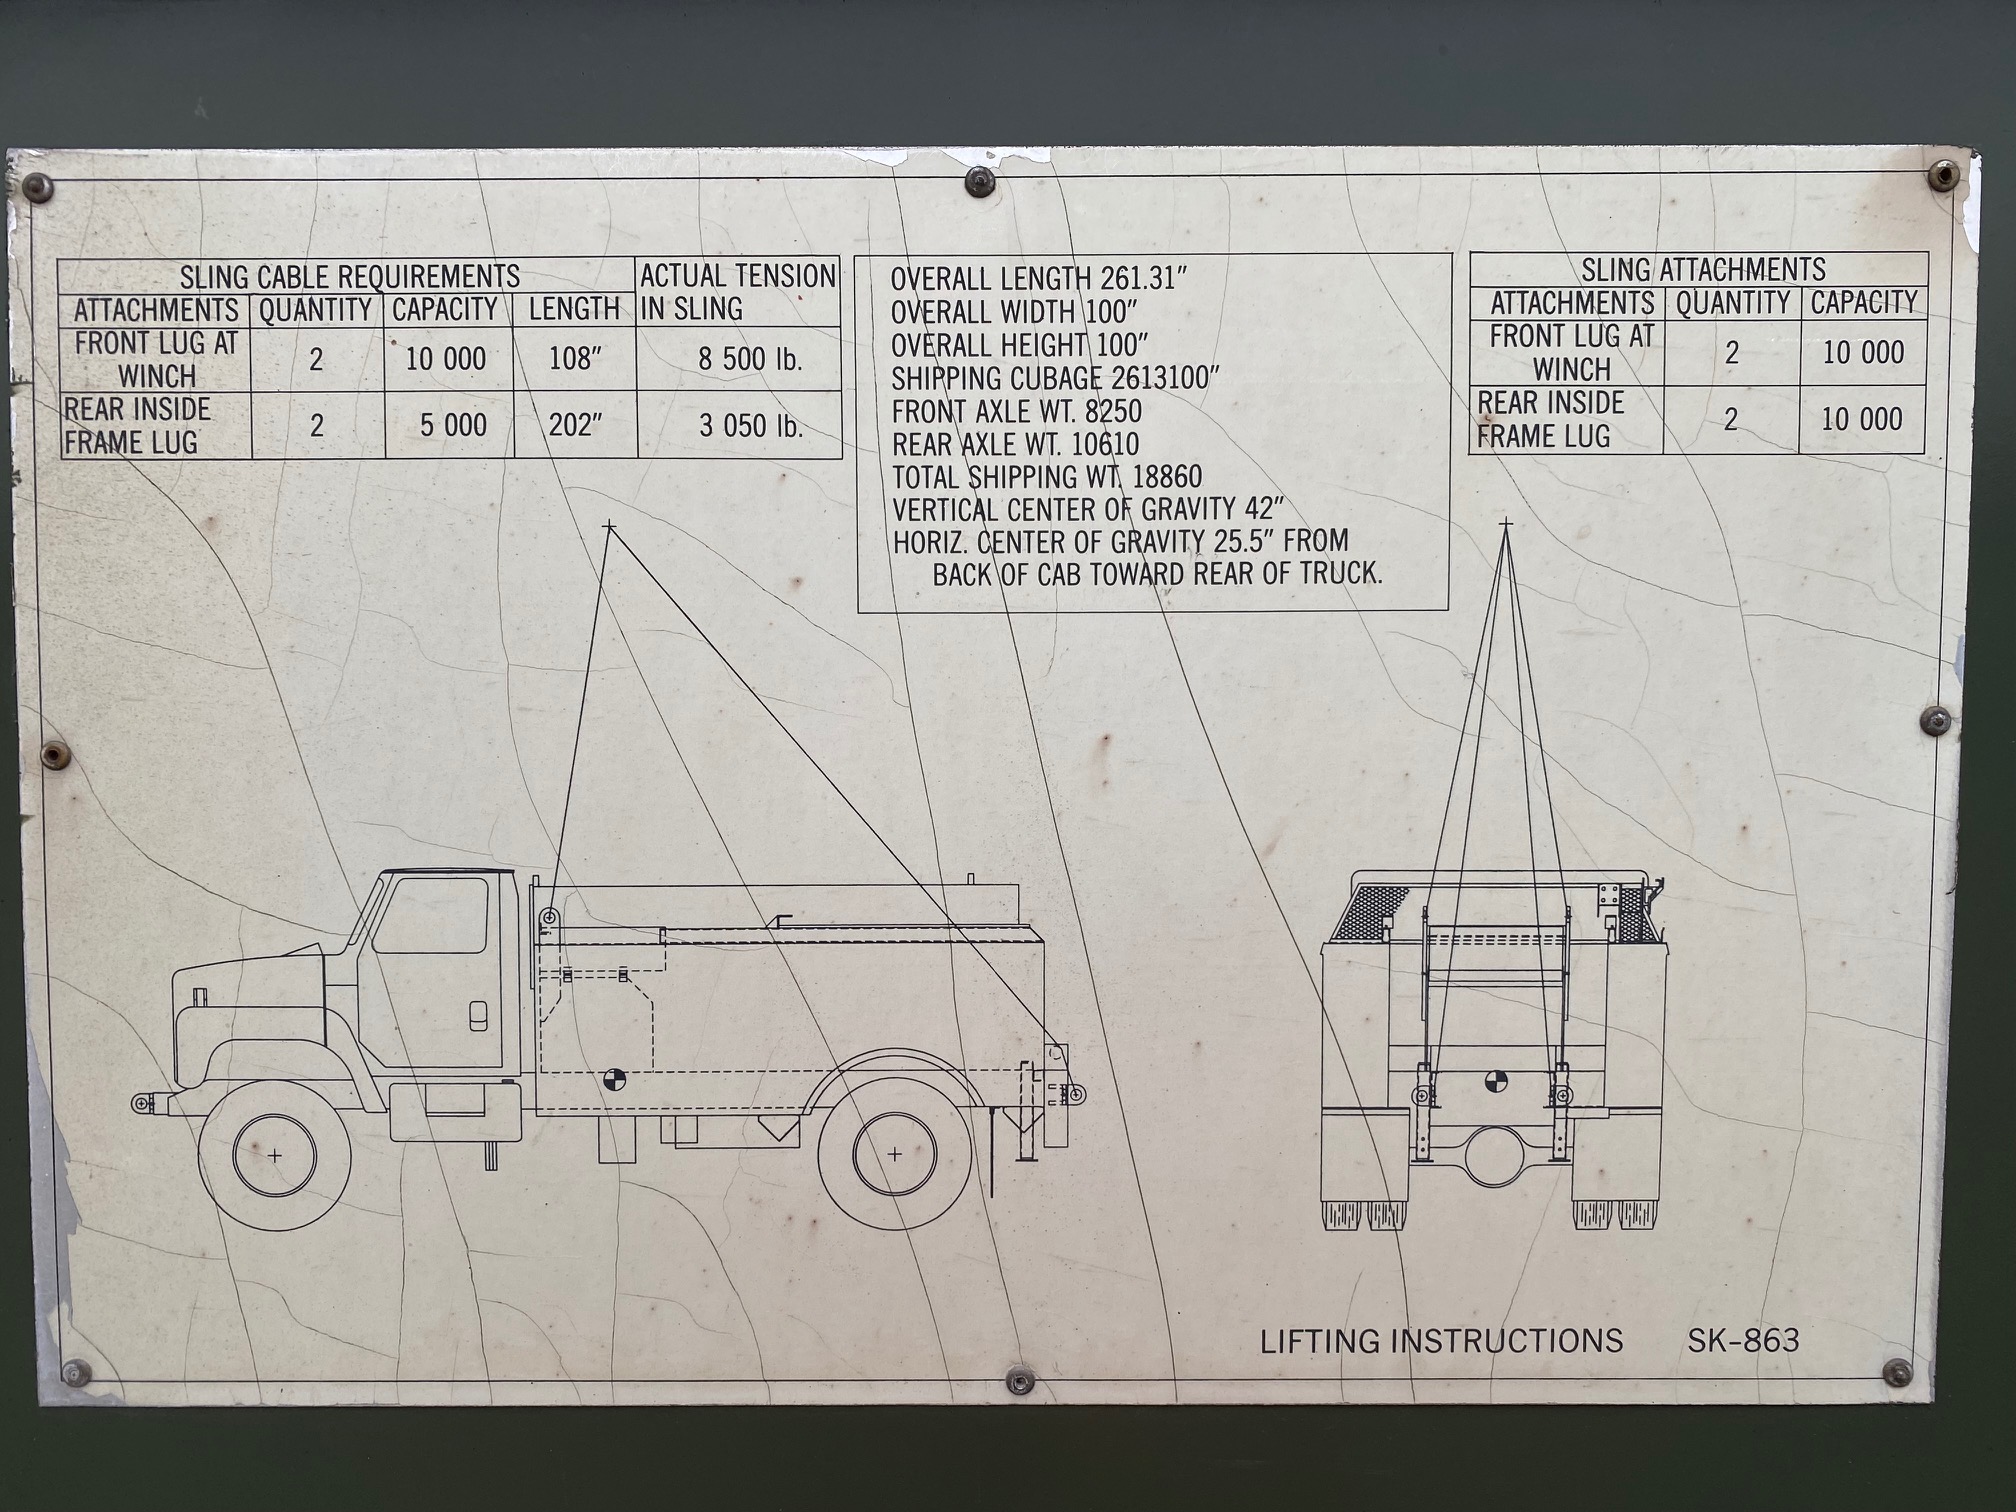 SLING CABLE REQUIREMENTS ACTUAL TENSION
ATTACHMENTS QUANTITY CAPACITY LENGTH IN SLING
FRONT LUG AT
WINCH 2 10 000 108" 8 500 lb.
REAR INSIDE
FRAME LUG 2 5 000 202" 3 050 lb.
OVERALL LENGTH 261.31"
OVERALL WIDTH 100"
OVERALL HEIGHT 100"
SHIPPING CUBAGE 2613100"
FRONT AXLE WT. 8250
REAR AXLE WT. 10610
TOTAL SHIPPING WT. 18860
VERTICAL CENTER OF GRAVITY 42"
HORIZ. CENTER OF GRAVITY 25.5" FROM
BACK OF CAB TOWARD REAR OF TRUCK.
SLING ATTACHMENTS
ATTACHMENTS QUANTITY CAPACITY
FRONT LUG AT
WINCH 2 10 000
REAR INSIDE
FRAME LUG 2 10 000
LIFTING INSTRUCTIONS SK-863